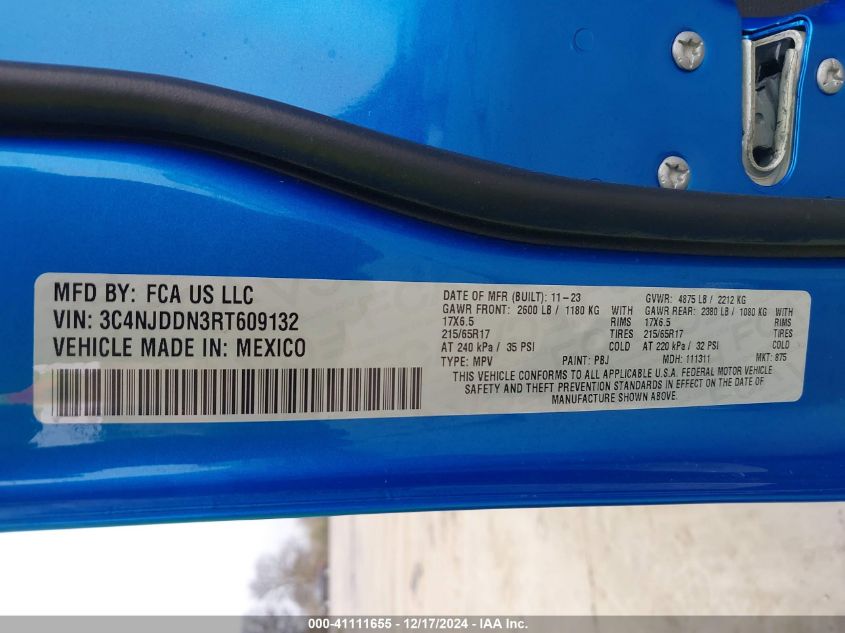 MFD BY: FCA US LLC
VIN: 3C4NJDDN3RT609132
VEHICLE MADE IN: MEXICO
DATE OF MFR (BUILT): 11-23 GVWR: 4875 LB / 2212 KG
GAWR FRONT: 2600 LB / 1180 KG WITH GAWR REAR: 2380 LB / 1080 KG WITH
17X6.5 RIMS 17X6.5 RIMS
215/65R17 TIRES 215/65R17 TIRES
AT 240 kPa / 35 PSI COLD AT 220 kPa / 32 PSI COLD
TYPE: MPV PAINT: PBJ MDH: 111311 MKT: 875
THIS VEHICLE CONFORMS TO ALL APPLICABLE U.S.A. FEDERAL MOTOR VEHICLE
SAFETY AND THEFT PREVENTION STANDARDS IN EFFECT ON THE DATE OF
MANUFACTURE SHOWN ABOVE.
000-41111655 - 12/17/2024 - IAA Inc.